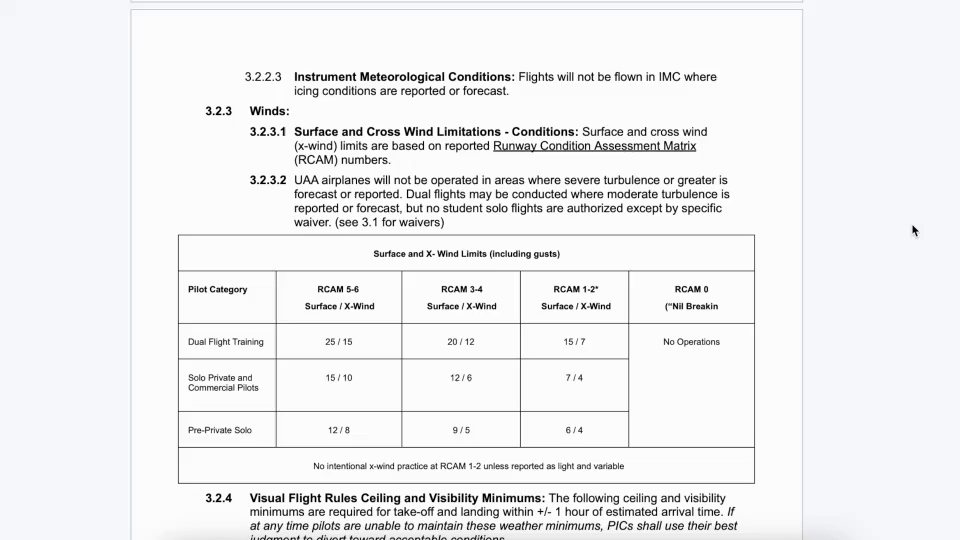 3.2.2.3 Instrument Meteorological Conditions: Flights will not be flown in IMC where
icing conditions are reported or forecast.
3.2.3 Winds:
3.2.3.1 Surface and Cross Wind Limitations - Conditions: Surface and cross wind
(x-wind) limits are based on reported Runway Condition Assessment Matrix
(RCAM) numbers.
3.2.3.2 UAA airplanes will not be operated in areas where severe turbulence or greater is
forecast or reported. Dual flights may be conducted where moderate turbulence is
reported or forecast, but no student solo flights are authorized except by specific
waiver. (see 3.1 for waivers)
Surface and X- Wind Limits (including gusts)
Pilot Category RCAM 5-6 RCAM 3-4 RCAM 1-2* RCAM 0
Surface / X-Wind Surface / X-Wind Surface / X-Wind (“Nil Breakin
Dual Flight Training 25 / 15 20 / 12 15 / 7 No Operations
Solo Private and 15 / 10 12 / 6 7 / 4
Commercial Pilots
Pre-Private Solo 12 / 8 9 / 5 6 / 4
No intentional x-wind practice at RCAM 1-2 unless reported as light and variable
3.2.4 Visual Flight Rules Ceiling and Visibility Minimums: The following ceiling and visibility
minimums are required for take-off and landing within +/- 1 hour of estimated arrival time. If
at any time pilots are unable to maintain these weather minimums, PICs shall use their best
judgment to divert toward acceptable conditions.